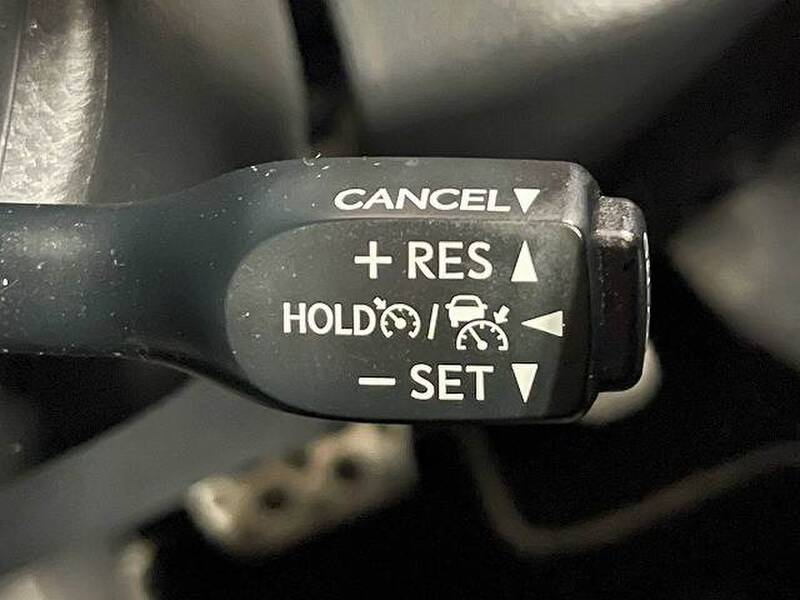 CANCEL▼
+ RES ▲
HOLD / ◀
− SET ▼